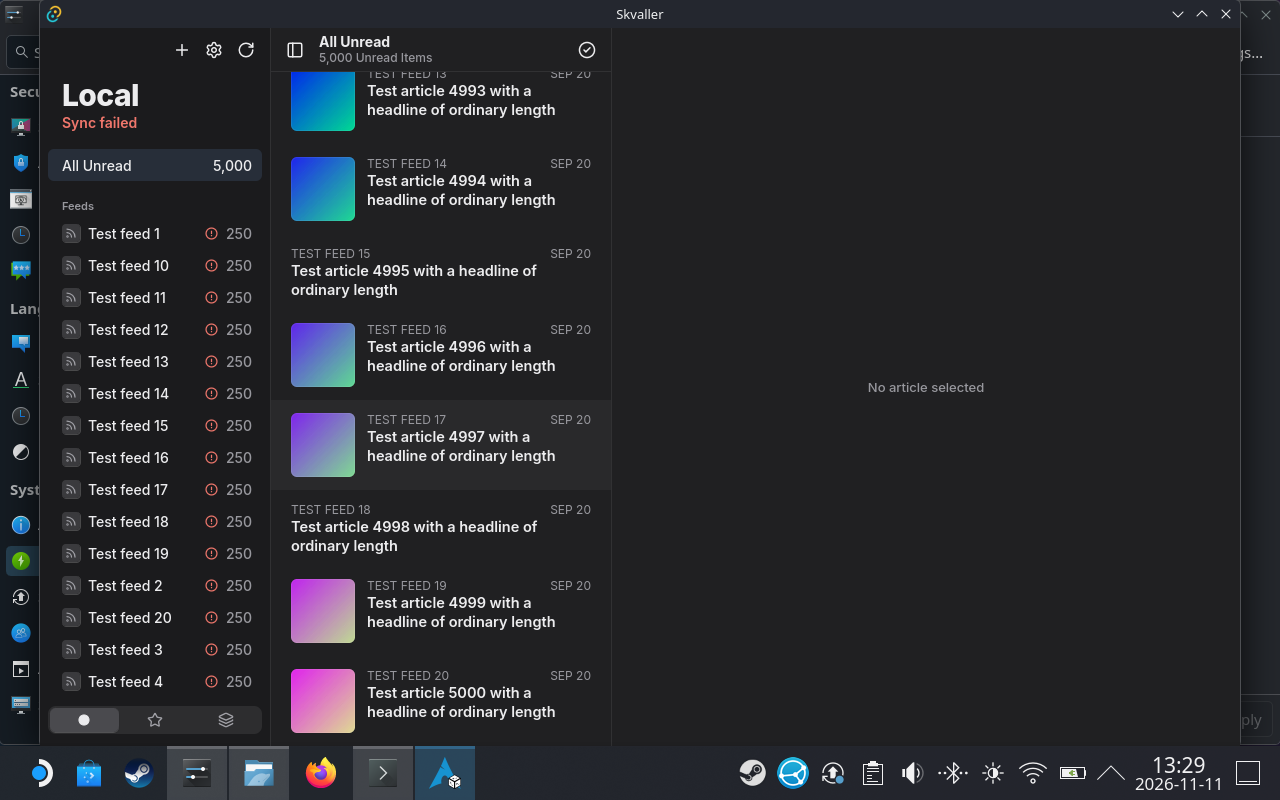 Skvaller
Secu
Lang
Syst
gs...
ply
Local
Sync failed
All Unread 5,000
Feeds
Test feed 1 250
Test feed 10 250
Test feed 11 250
Test feed 12 250
Test feed 13 250
Test feed 14 250
Test feed 15 250
Test feed 16 250
Test feed 17 250
Test feed 18 250
Test feed 19 250
Test feed 2 250
Test feed 20 250
Test feed 3 250
Test feed 4 250
All Unread
5,000 Unread Items
TEST FEED 13 SEP 20
Test article 4993 with a
headline of ordinary length
TEST FEED 14 SEP 20
Test article 4994 with a
headline of ordinary length
TEST FEED 15 SEP 20
Test article 4995 with a headline of
ordinary length
TEST FEED 16 SEP 20
Test article 4996 with a
headline of ordinary length
TEST FEED 17 SEP 20
Test article 4997 with a
headline of ordinary length
TEST FEED 18 SEP 20
Test article 4998 with a headline of
ordinary length
TEST FEED 19 SEP 20
Test article 4999 with a
headline of ordinary length
TEST FEED 20 SEP 20
Test article 5000 with a
headline of ordinary length
No article selected
13:29
2026-11-11